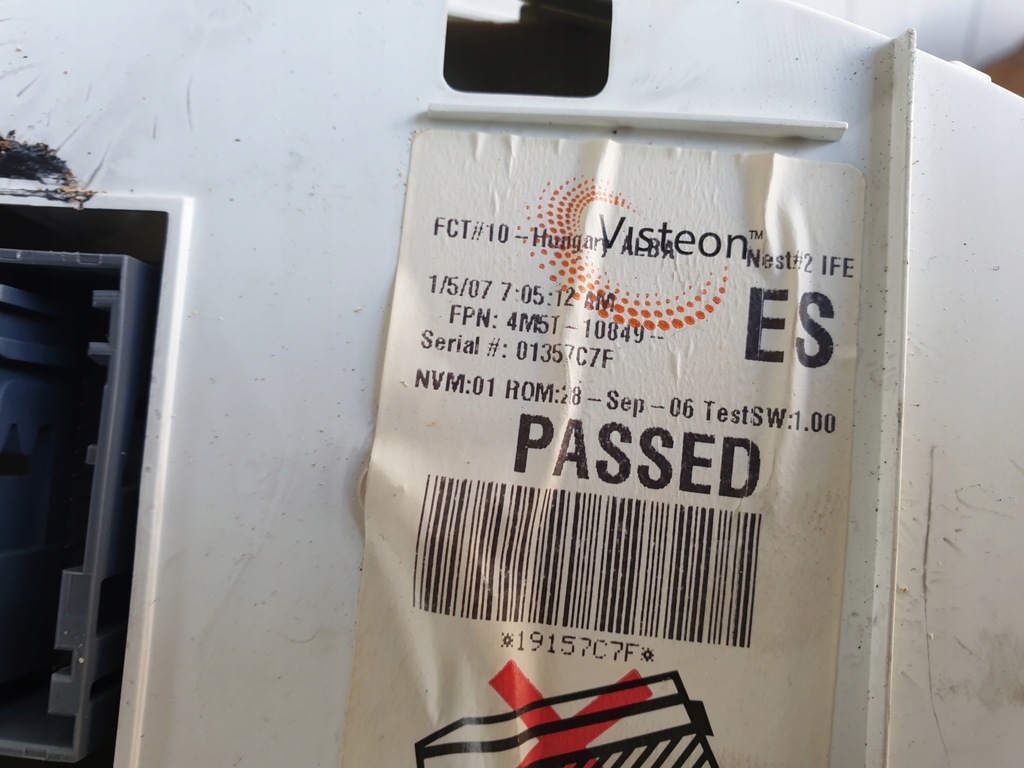 Visteon™
FCT#10-Hungary ALBA Nest#2 IFE
1/5/07 7:05:12 AM
ES
FPN: 4M5T-10849--
Serial #: 01357C7F
NVM:01 ROM:28-Sep-06 TestSW:1.00
PASSED
*19157C7F*